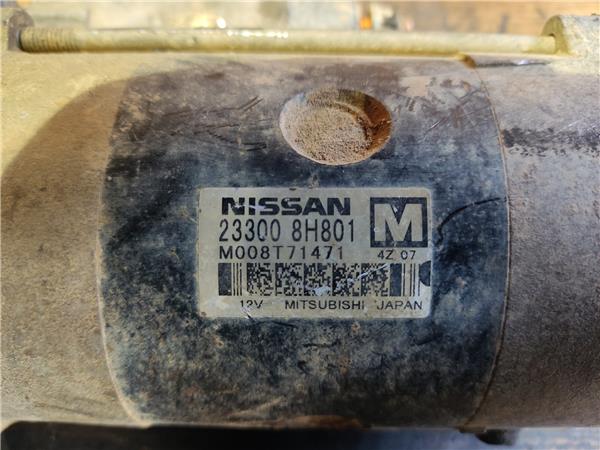 NISSAN
23300 8H801 M
M008T71471 4Z 07
12V MITSUBISHI JAPAN